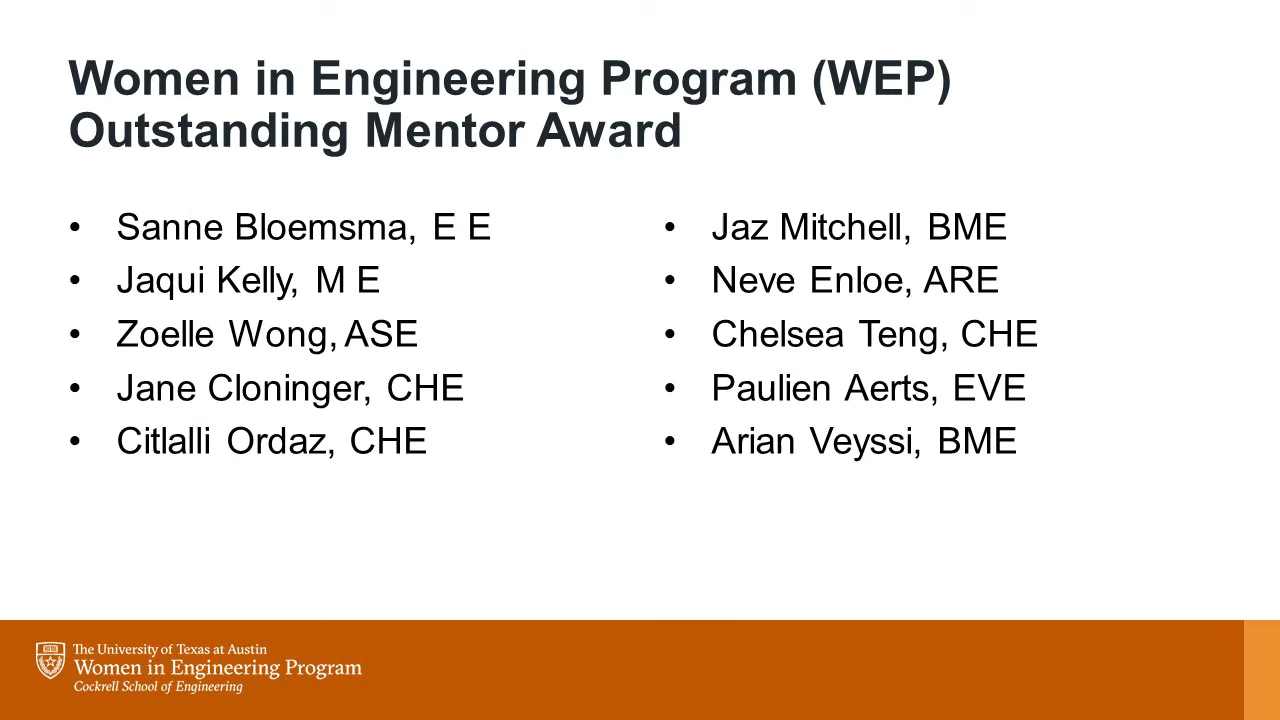 Women in Engineering Program (WEP)
Outstanding Mentor Award
• Sanne Bloemsma, E E
• Jaqui Kelly, M E
• Zoelle Wong, ASE
• Jane Cloninger, CHE
• Citlalli Ordaz, CHE
• Jaz Mitchell, BME
• Neve Enloe, ARE
• Chelsea Teng, CHE
• Paulien Aerts, EVE
• Arian Veyssi, BME
The University of Texas at Austin
Women in Engineering Program
Cockrell School of Engineering